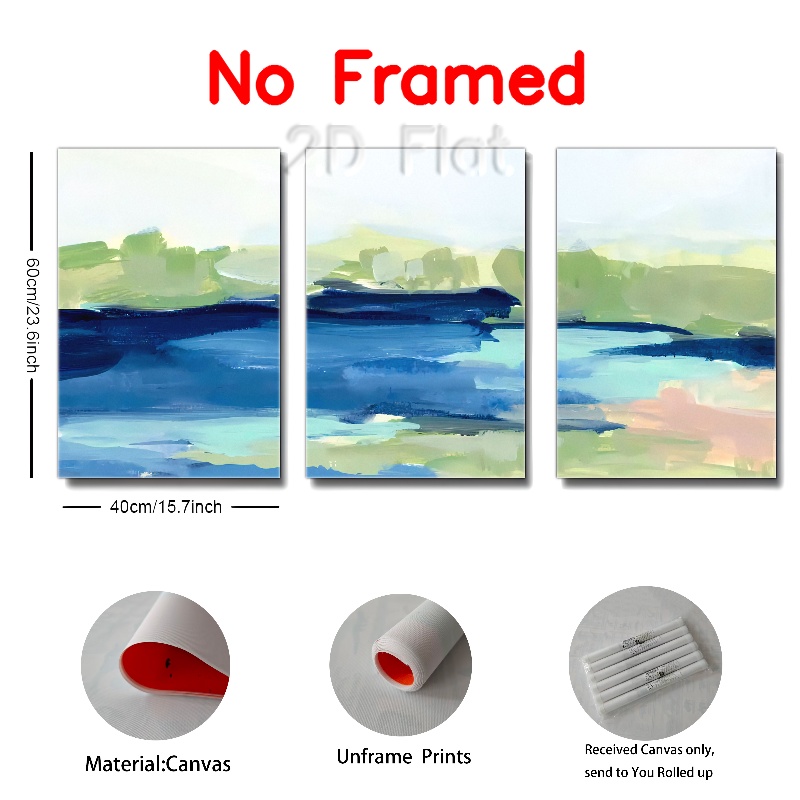 No Framed
2D Flat
60cm/23.6inch
40cm/15.7inch
Material:Canvas
Unframe Prints
Received Canvas only,
send to You Rolled up